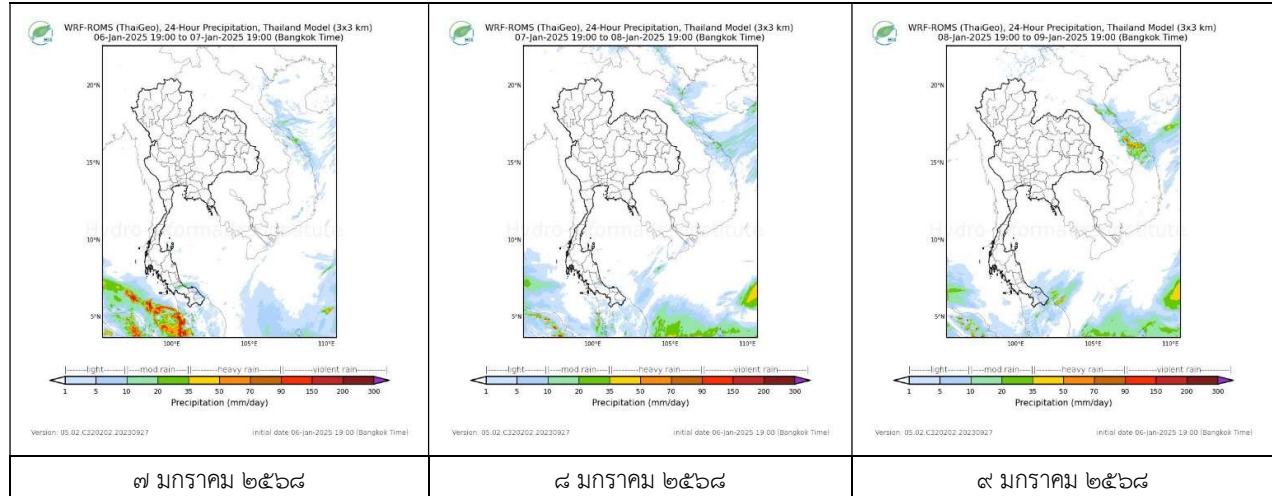 WRF-ROMS (ThaiGeo), 24-Hour Precipitation, Thailand Model (3x3 km)
06-Jan-2025 19:00 to 07-Jan-2025 19:00 (Bangkok Time)
20°N
15°N
10°N
5°N
100°E 105°E 110°E
Hydro-Informatics Institute
light mod rain heavy rain violent rain
1 5 10 20 35 50 70 90 150 200 300
Precipitation (mm/day)
Version: 05.02.C320202.20230927 initial date 06-Jan-2025 19:00 (Bangkok Time)
๗ มกราคม ๒๕๖๘
WRF-ROMS (ThaiGeo), 24-Hour Precipitation, Thailand Model (3x3 km)
07-Jan-2025 19:00 to 08-Jan-2025 19:00 (Bangkok Time)
20°N
15°N
10°N
5°N
100°E 105°E 110°E
Hydro-Informatics Institute
light mod rain heavy rain violent rain
1 5 10 20 35 50 70 90 150 200 300
Precipitation (mm/day)
Version: 05.02.C320202.20230927 initial date 06-Jan-2025 19:00 (Bangkok Time)
๘ มกราคม ๒๕๖๘
WRF-ROMS (ThaiGeo), 24-Hour Precipitation, Thailand Model (3x3 km)
08-Jan-2025 19:00 to 09-Jan-2025 19:00 (Bangkok Time)
20°N
15°N
10°N
5°N
100°E 105°E 110°E
Hydro-Informatics Institute
light mod rain heavy rain violent rain
1 5 10 20 35 50 70 90 150 200 300
Precipitation (mm/day)
Version: 05.02.C320202.20230927 initial date 06-Jan-2025 19:00 (Bangkok Time)
๙ มกราคม ๒๕๖๘